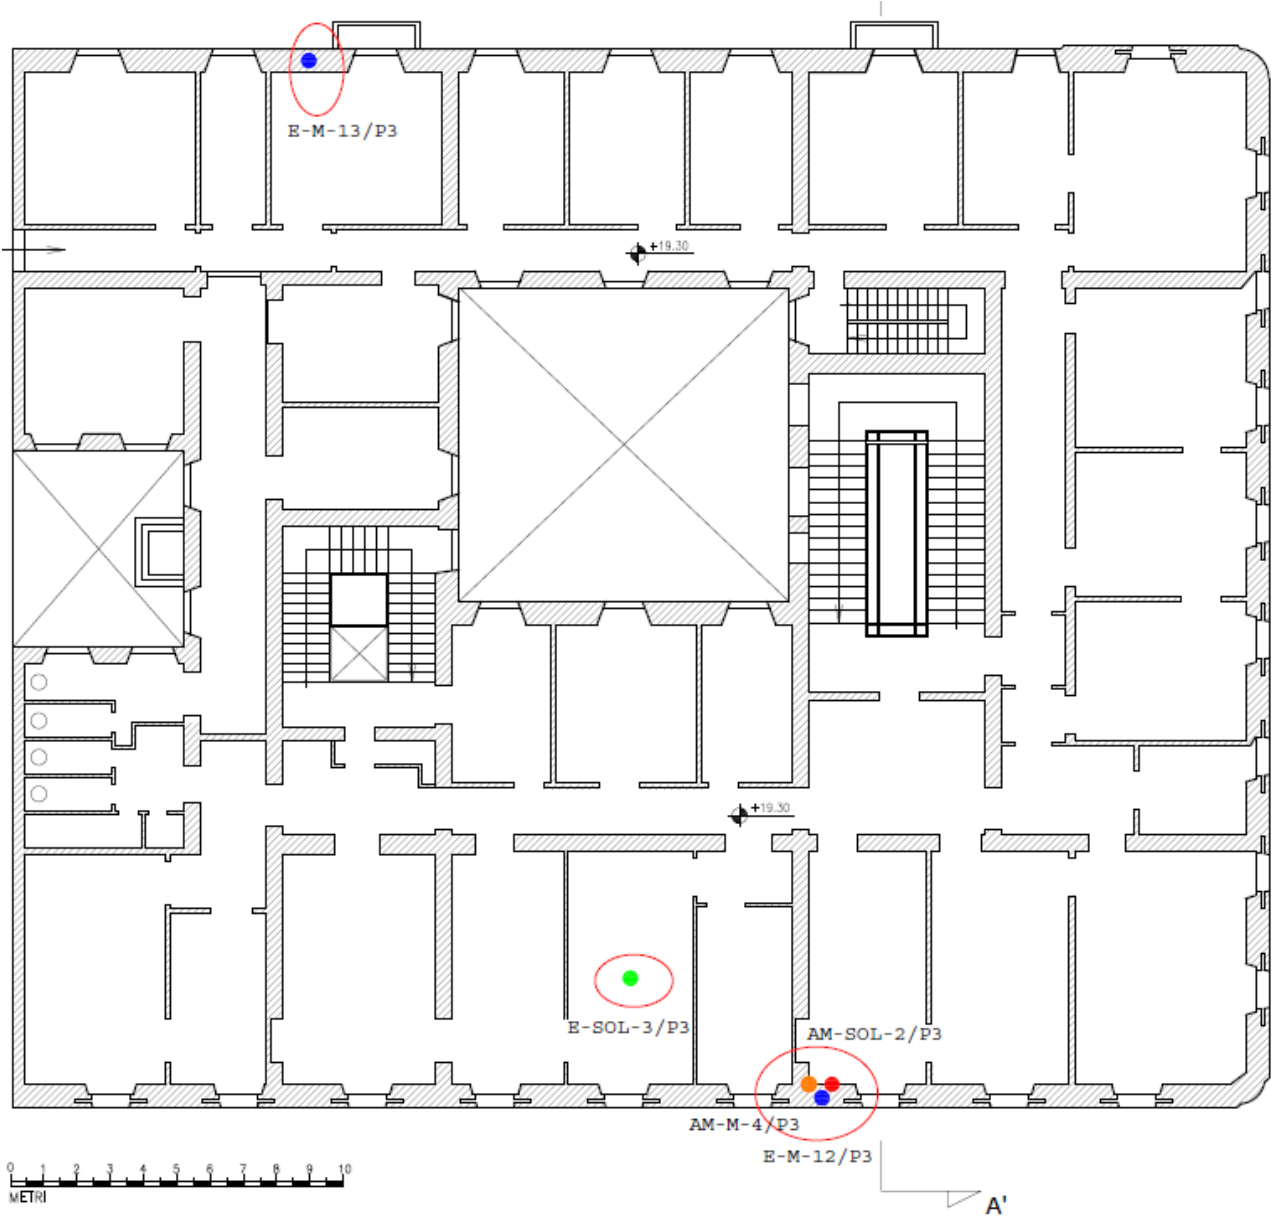 E-M-13/P3
+19.30
+19.30
E-SOL-3/P3
AM-SOL-2/P3
AM-M-4/P3
E-M-12/P3
0 1 2 3 4 5 6 7 8 9 10
METRI
A'